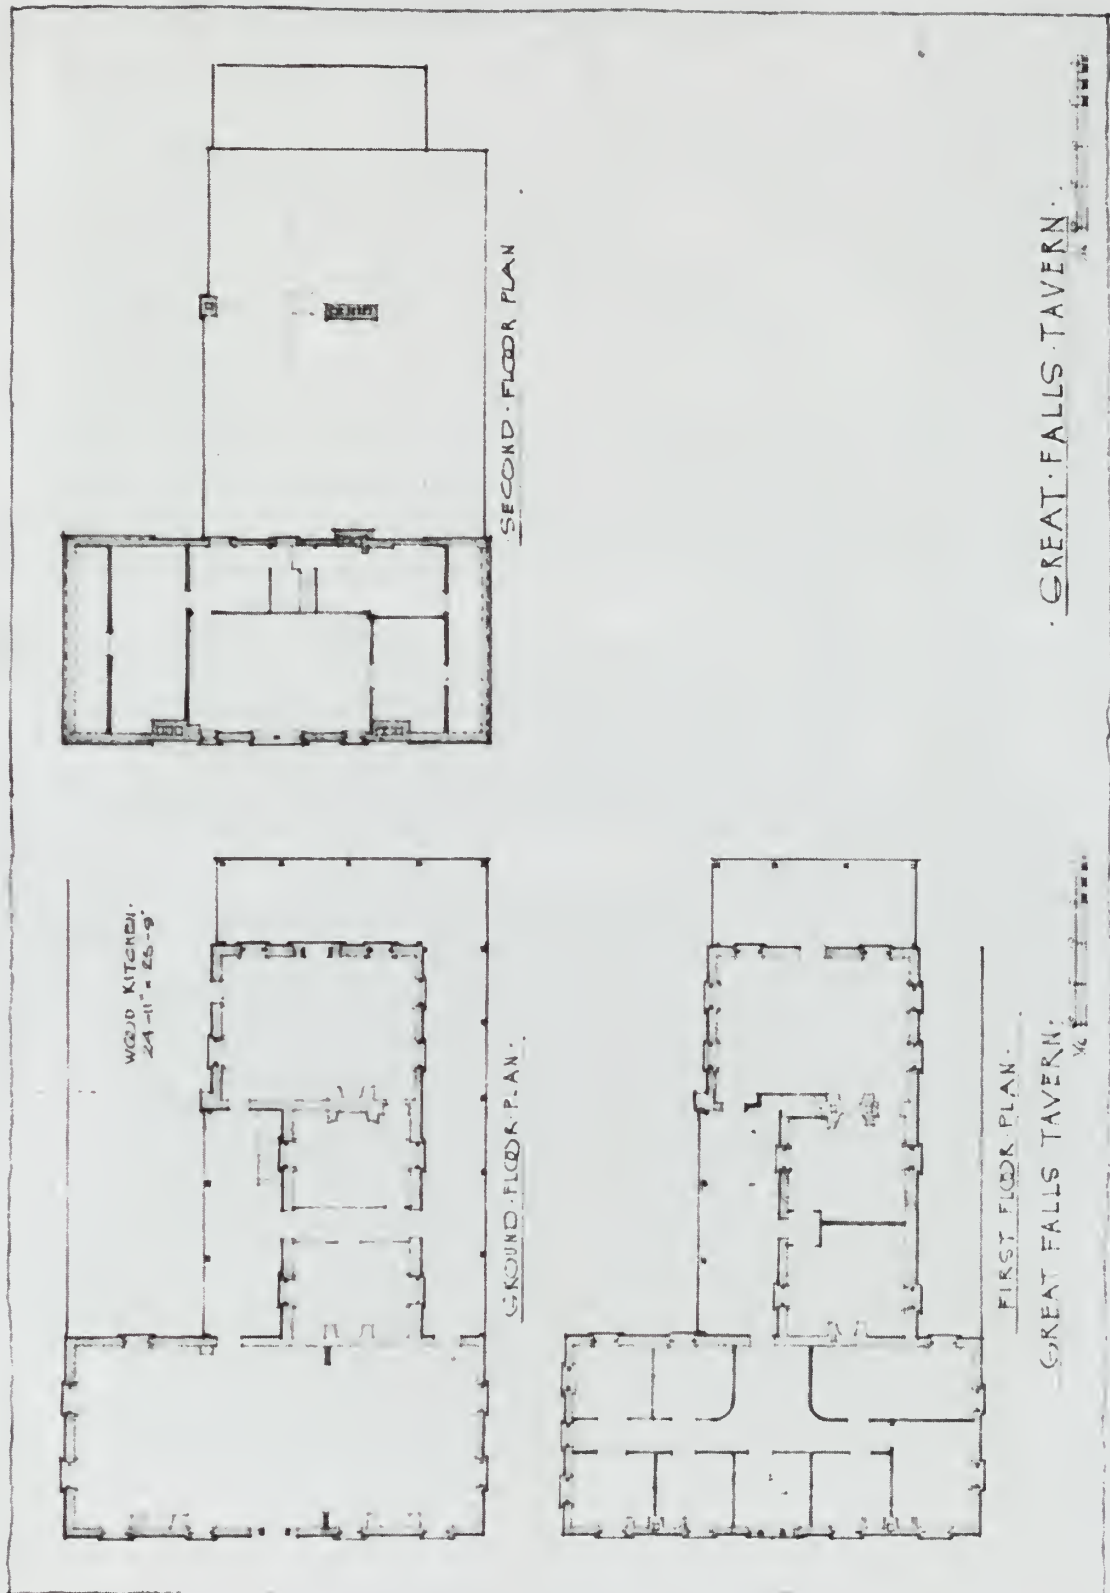 SECOND · FLOOR PLAN
· GREAT · FALLS · TAVERN ·
WOOD KITCHEN ·
GROUND · FLOOR · PLAN ·
FIRST FLOOR · PLAN ·
GREAT FALLS TAVERN ·